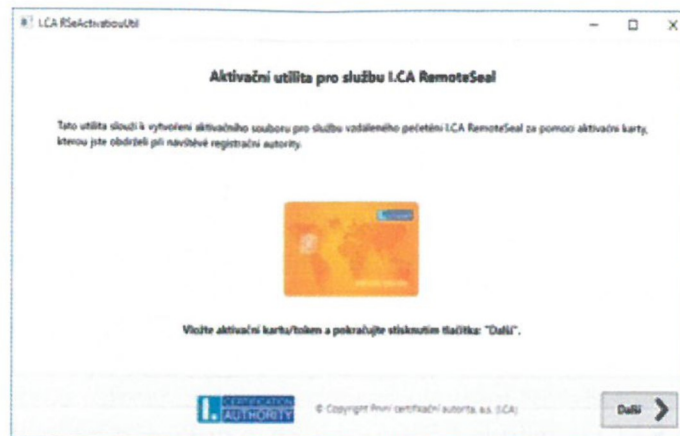 I.CA RSeActivationUtil
Aktivační utilita pro službu I.CA RemoteSeal
Tato utilita slouží k vytvoření aktivačního souboru pro službu vzdáleného pečetění I.CA RemoteSeal za pomoci aktivační karty,
kterou jste obdrželi při navštěvě registrační autority.
Vložte aktivační kartu/token a pokračujte stisknutím tlačítka: "Další".
I. CERTIFICATION
AUTHORITY
© Copyright První certifikační autorita, a.s. (I.CA)
Další